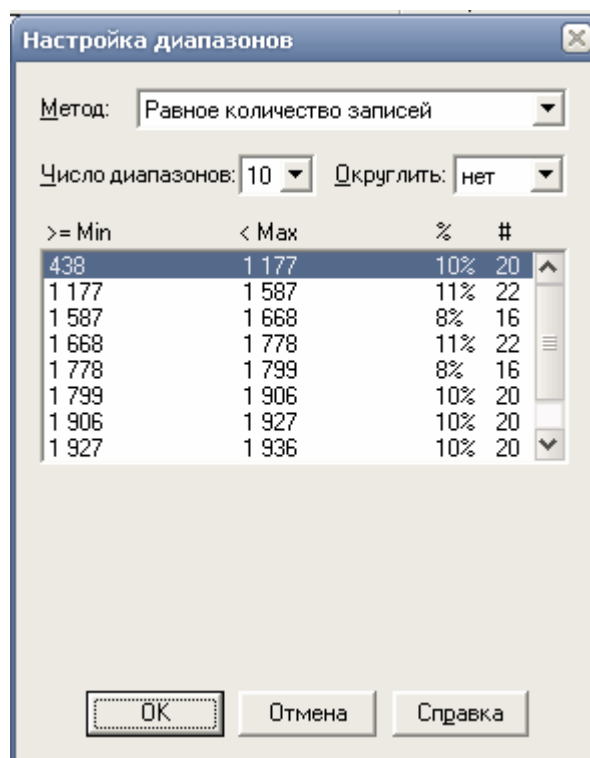 Настройка диапазонов
Метод: Равное количество записей
Число диапазонов: 10 Округлить: нет
>= Min < Max % #
438 1 177 10% 20
1 177 1 587 11% 22
1 587 1 668 8% 16
1 668 1 778 11% 22
1 778 1 799 8% 16
1 799 1 906 10% 20
1 906 1 927 10% 20
1 927 1 936 10% 20
OK Отмена Справка